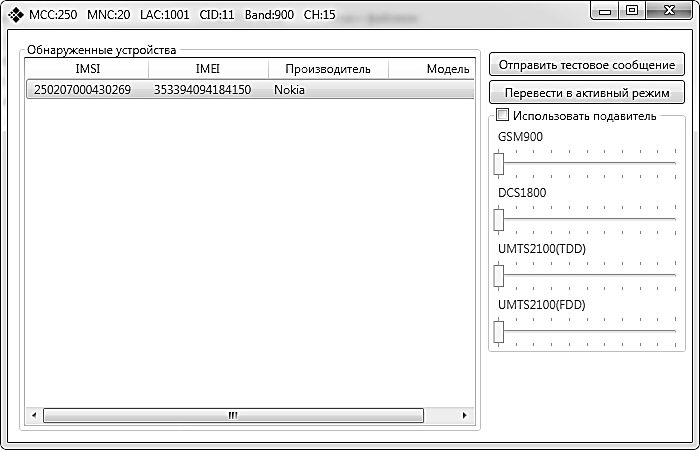 MCC:250 MNC:20 LAC:1001 CID:11 Band:900 CH:15
Обнаруженные устройства
IMSI IMEI Производитель Модель
250207000430269 353394094184150 Nokia
Отправить тестовое сообщение
Перевести в активный режим
Использовать подавитель
GSM900
DCS1800
UMTS2100(TDD)
UMTS2100(FDD)